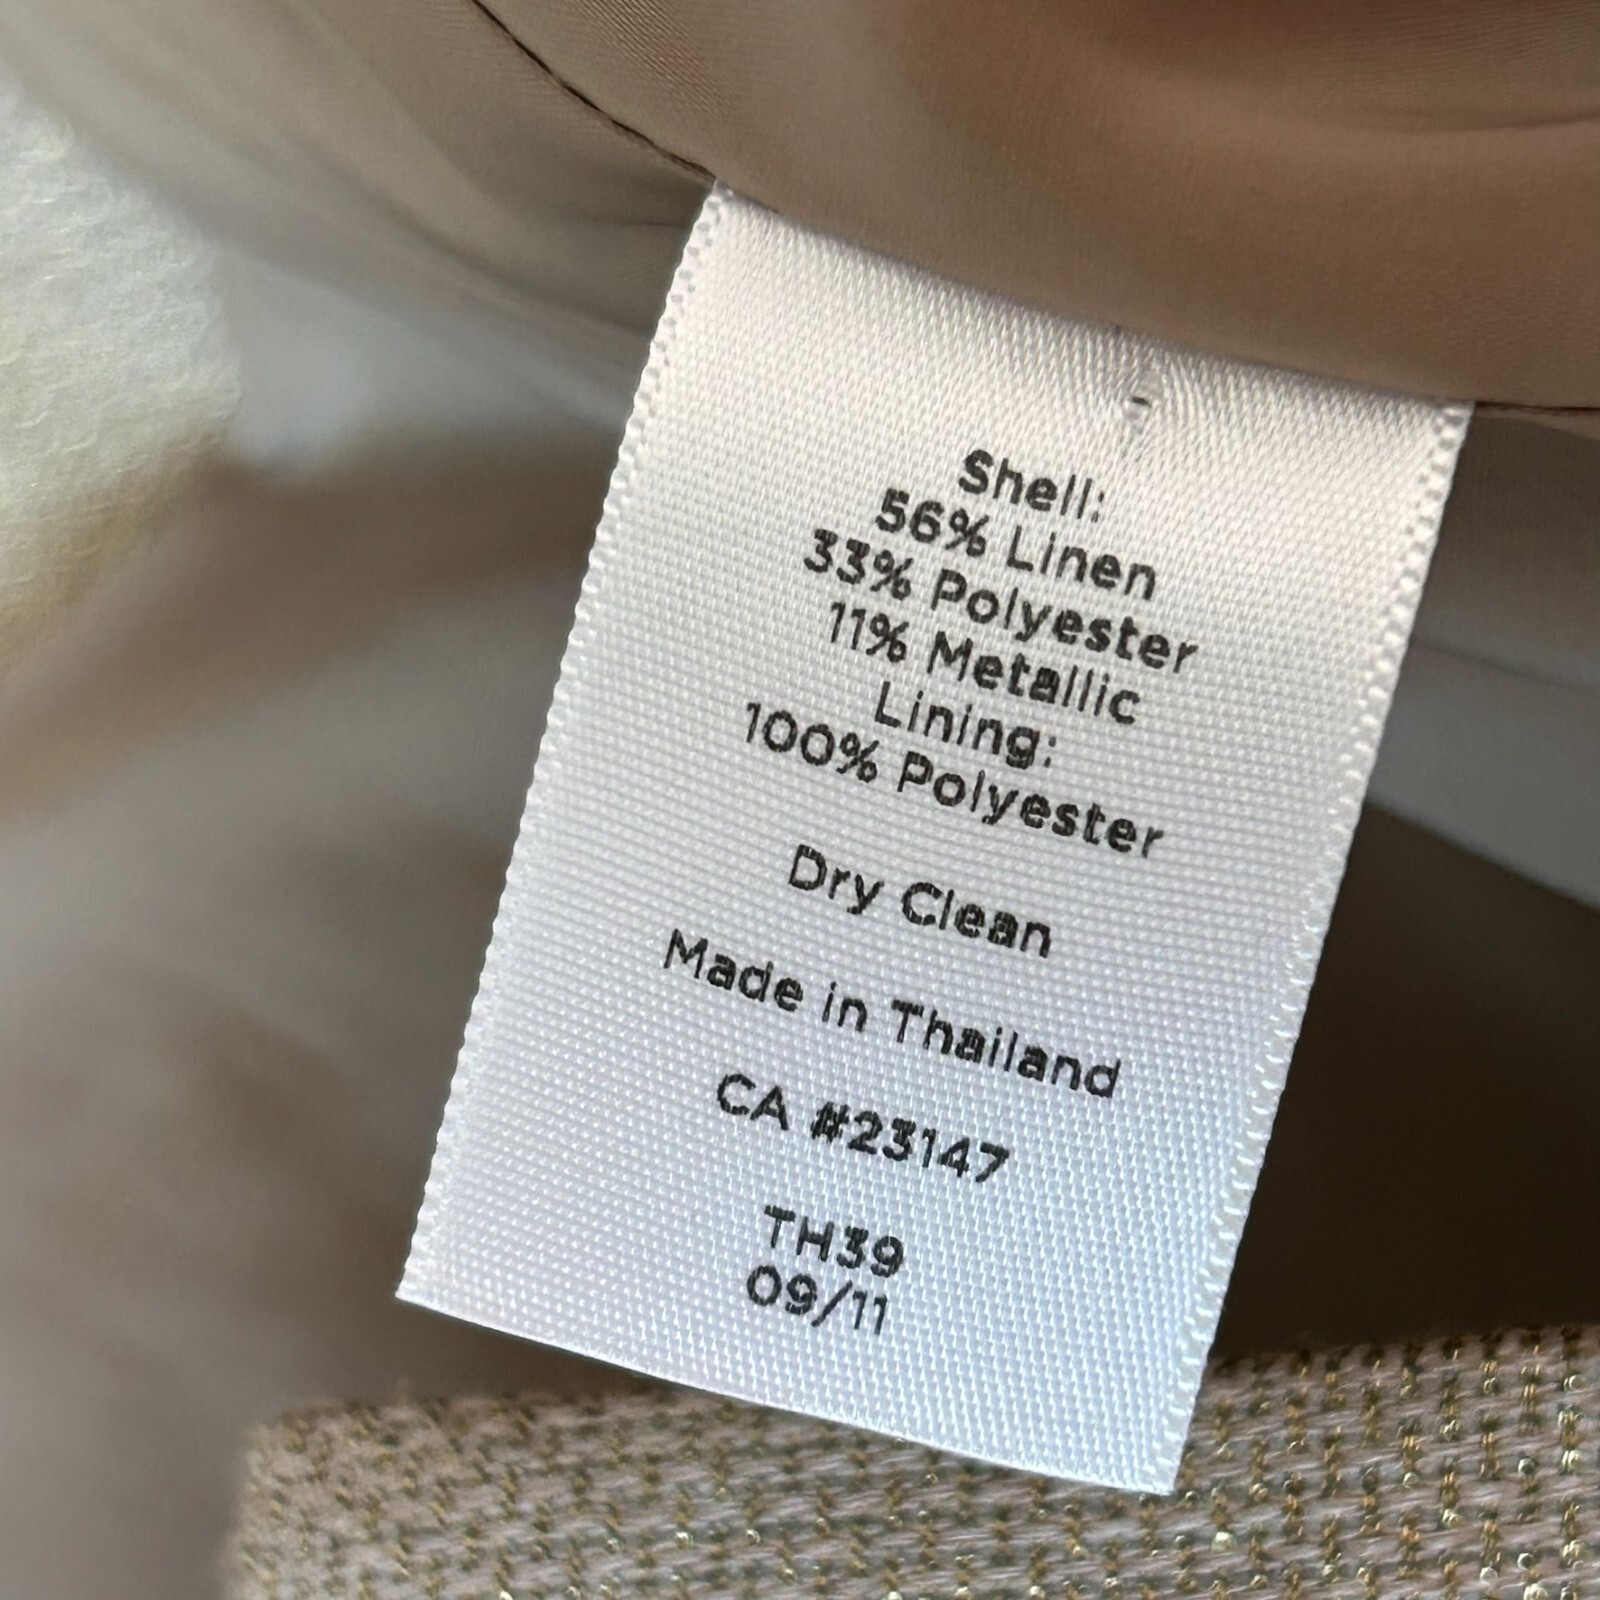 Shell:
56% Linen
33% Polyester
11% Metallic
Lining:
100% Polyester
Dry Clean
Made in Thailand
CA #23147
TH39
09/11